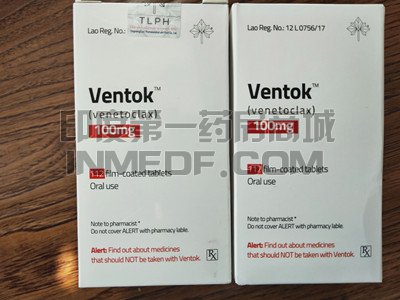 Lao Reg. No.:
TLPH
Ventok™
(venetoclax)
100mg
112 film-coated tablets
Oral use
Note to pharmacist *
Do not cover ALERT with pharmacy lable.
Alert: Find out about medicines
that should NOT be taken with Ventok.
Rx
Lao Reg. No.: 12 L 0756/17
Ventok™
(venetoclax)
100mg
112 film-coated tablets
Oral use
Note to pharmacist *
Do not cover ALERT with pharmacy lable.
Alert: Find out about medicines
that should NOT be taken with Ventok.
Rx
印度第一药房商城
INMEDF.COM